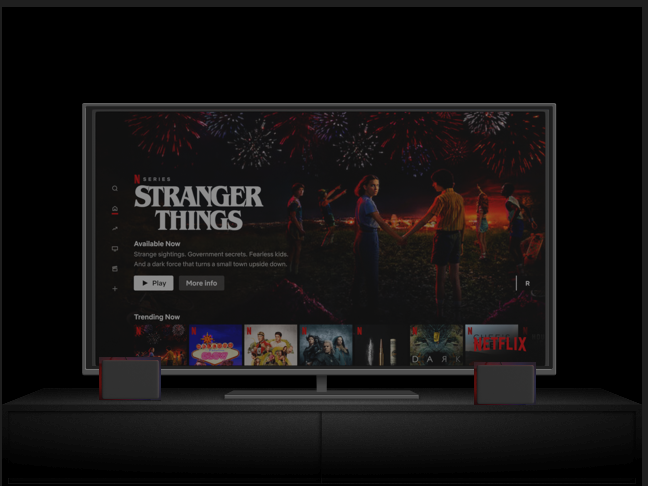 N SERIES
STRANGER
THINGS
Available Now
Strange sightings. Government secrets. Fearless kids.
And a dark force that turns a small town upside down.
Play
More info
R
Trending Now
DARK
NETFLIX